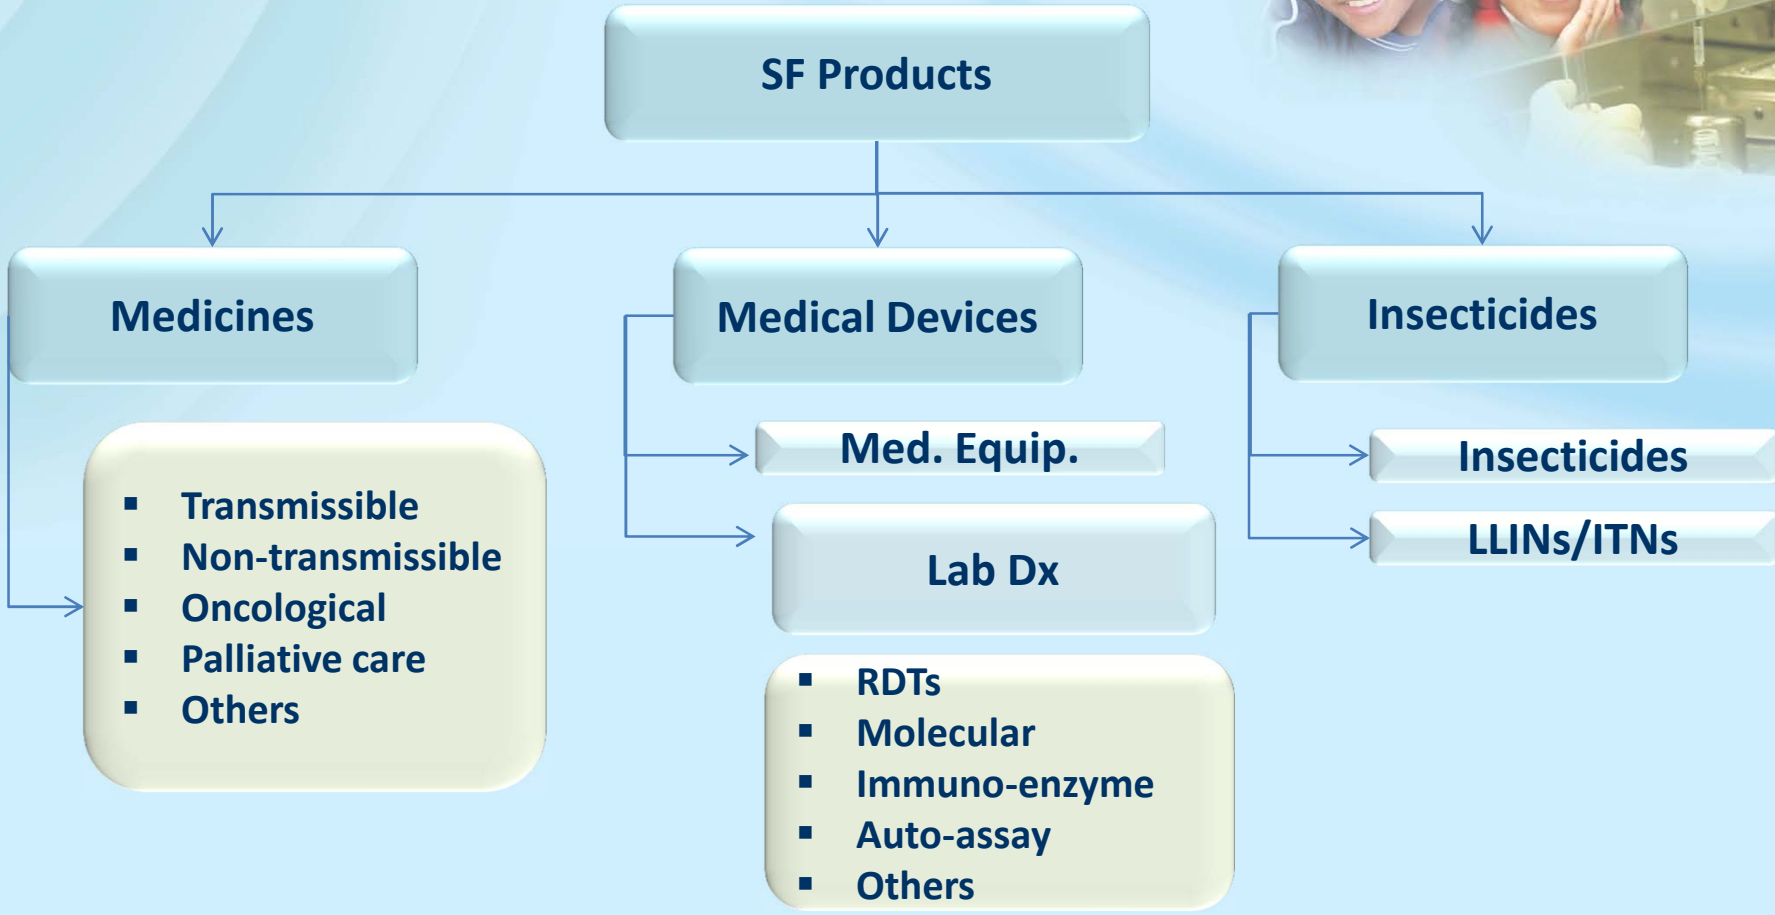 SF Products
Medicines
Medical Devices
Insecticides
▪ Transmissible
▪ Non-transmissible
▪ Oncological
▪ Palliative care
▪ Others
Med. Equip.
Lab Dx
▪ RDTs
▪ Molecular
▪ Immuno-enzyme
▪ Auto-assay
▪ Others
Insecticides
LLINs/ITNs